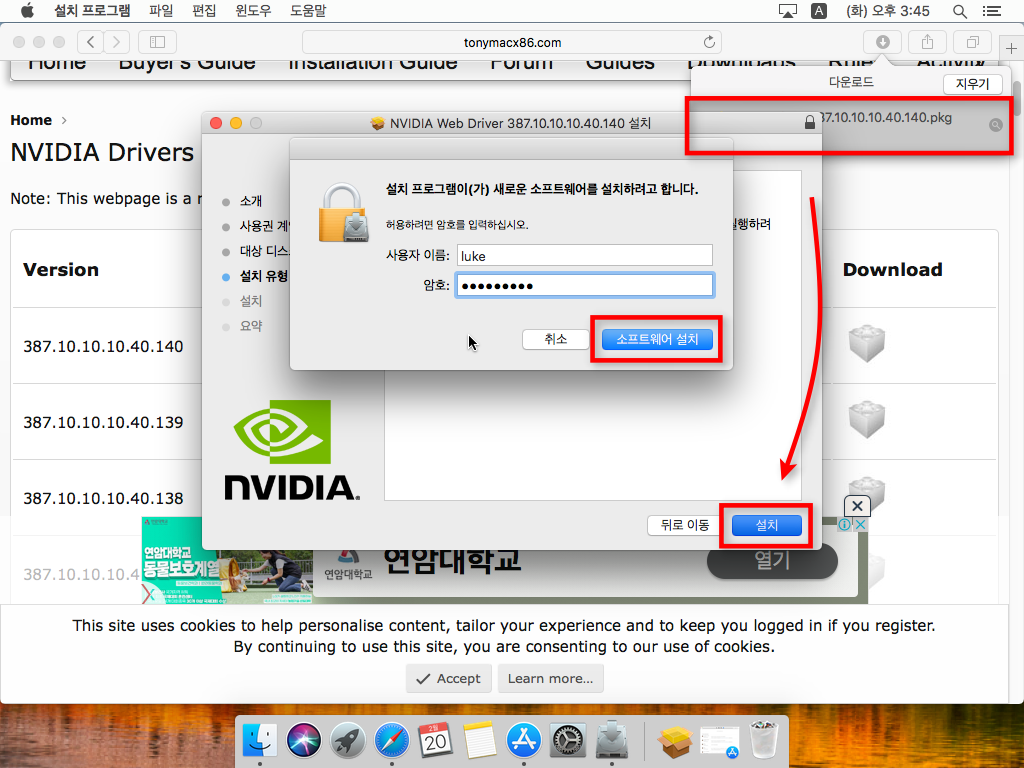 설치 프로그램 파일 편집 윈도우 도움말
A (화) 오후 3:45
tonymacx86.com
Home Buyer's Guide Installation Guide Forum Guides Downloads Rules Activity
다운로드 지우기
87.10.10.10.40.140.pkg
Home
NVIDIA Drivers
Note: This webpage is a
Version
Download
387.10.10.10.40.140
387.10.10.10.40.139
387.10.10.10.40.138
387.10.10.10.4
NVIDIA Web Driver 387.10.10.10.40.140 설치
소개
사용권 계
대상 디스
설치 유형
설치
요약
실행하려
설치 프로그램이(가) 새로운 소프트웨어를 설치하려고 합니다.
허용하려면 암호를 입력하십시오.
사용자 이름: luke
암호: ●●●●●●●●●
취소 소프트웨어 설치
NVIDIA.
뒤로 이동 설치
연암대학교
동물보호계열
연암대학교
연암대학교
열기
This site uses cookies to help personalise content, tailor your experience and to keep you logged in if you register.
By continuing to use this site, you are consenting to our use of cookies.
Accept Learn more...
20